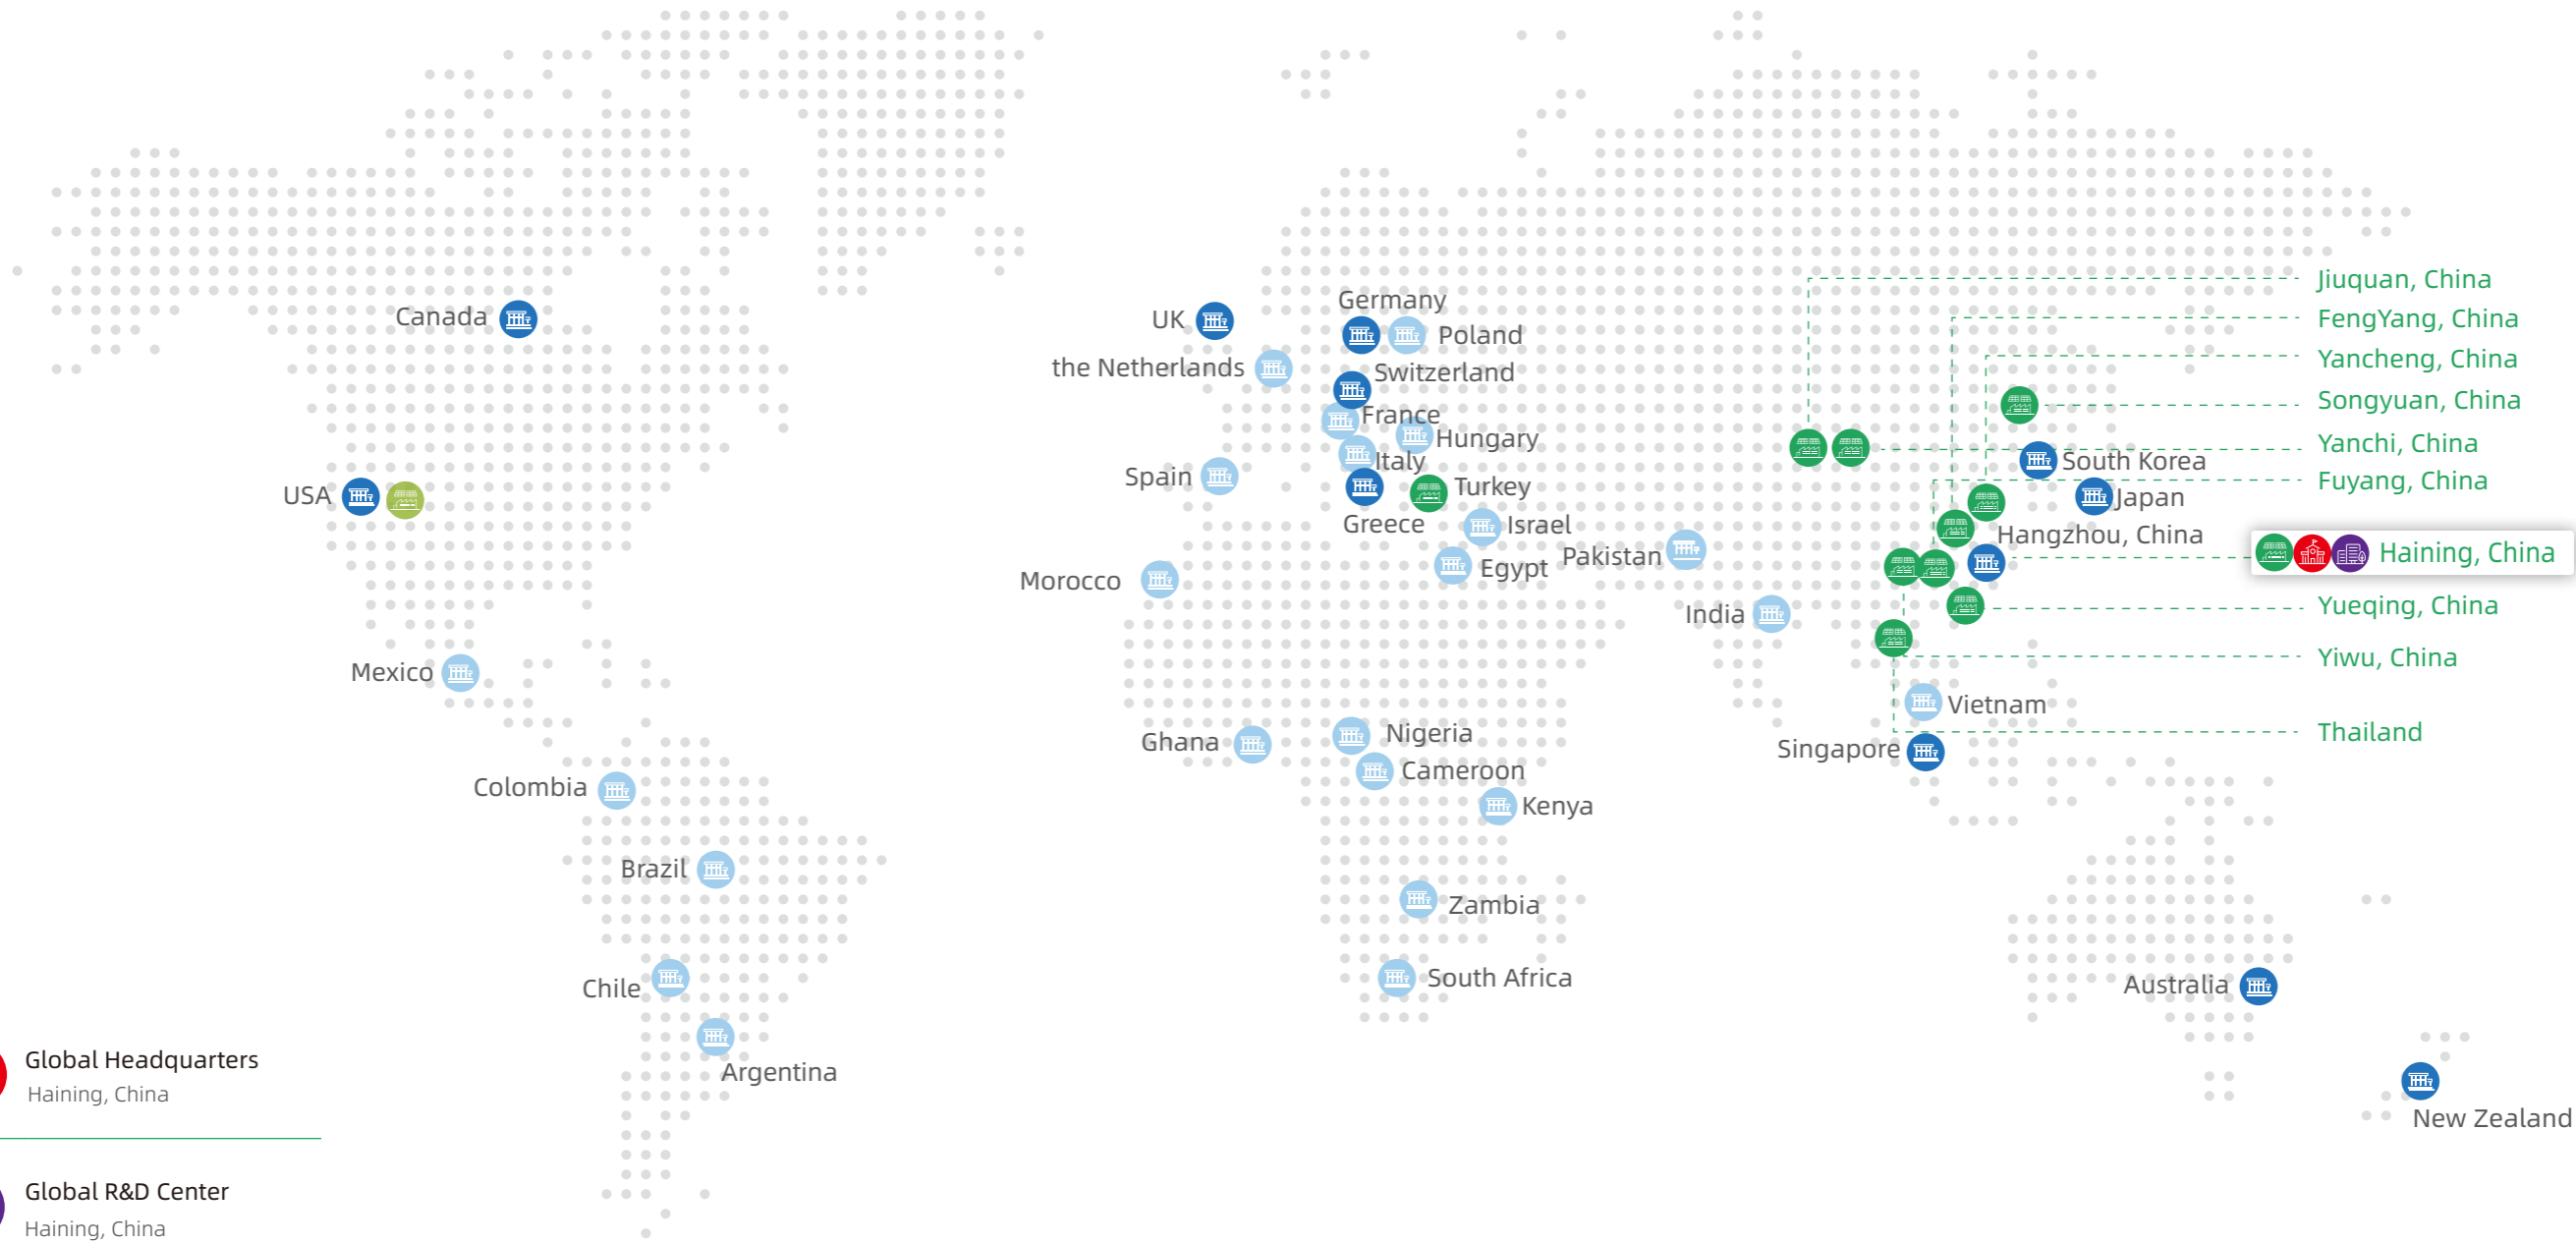 Canada
USA
Mexico
Colombia
Brazil
Chile
Argentina
UK
the Netherlands
Germany
Poland
Switzerland
France
Hungary
Italy
Spain
Turkey
Greece
Israel
Egypt
Pakistan
Morocco
India
Ghana
Nigeria
Cameroon
Kenya
Zambia
South Africa
South Korea
Japan
Hangzhou, China
Vietnam
Singapore
Australia
New Zealand
Jiuquan, China
FengYang, China
Yancheng, China
Songyuan, China
Yanchi, China
Fuyang, China
Haining, China
Yueqing, China
Yiwu, China
Thailand
Global Headquarters
Haining, China
Global R&D Center
Haining, China